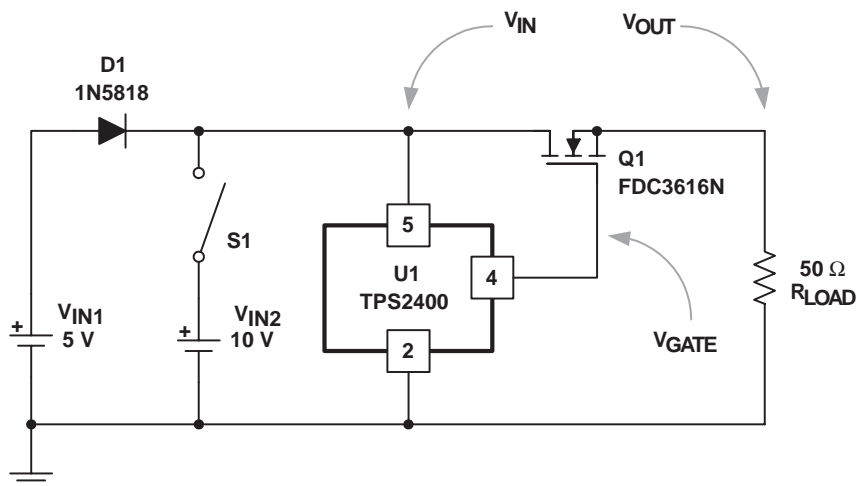 VIN
VOUT
D1
1N5818
Q1
FDC3616N
S1
5
U1
TPS2400
4
2
+
VIN1
5 V
+
VIN2
10 V
50 Ω
RLOAD
VGATE